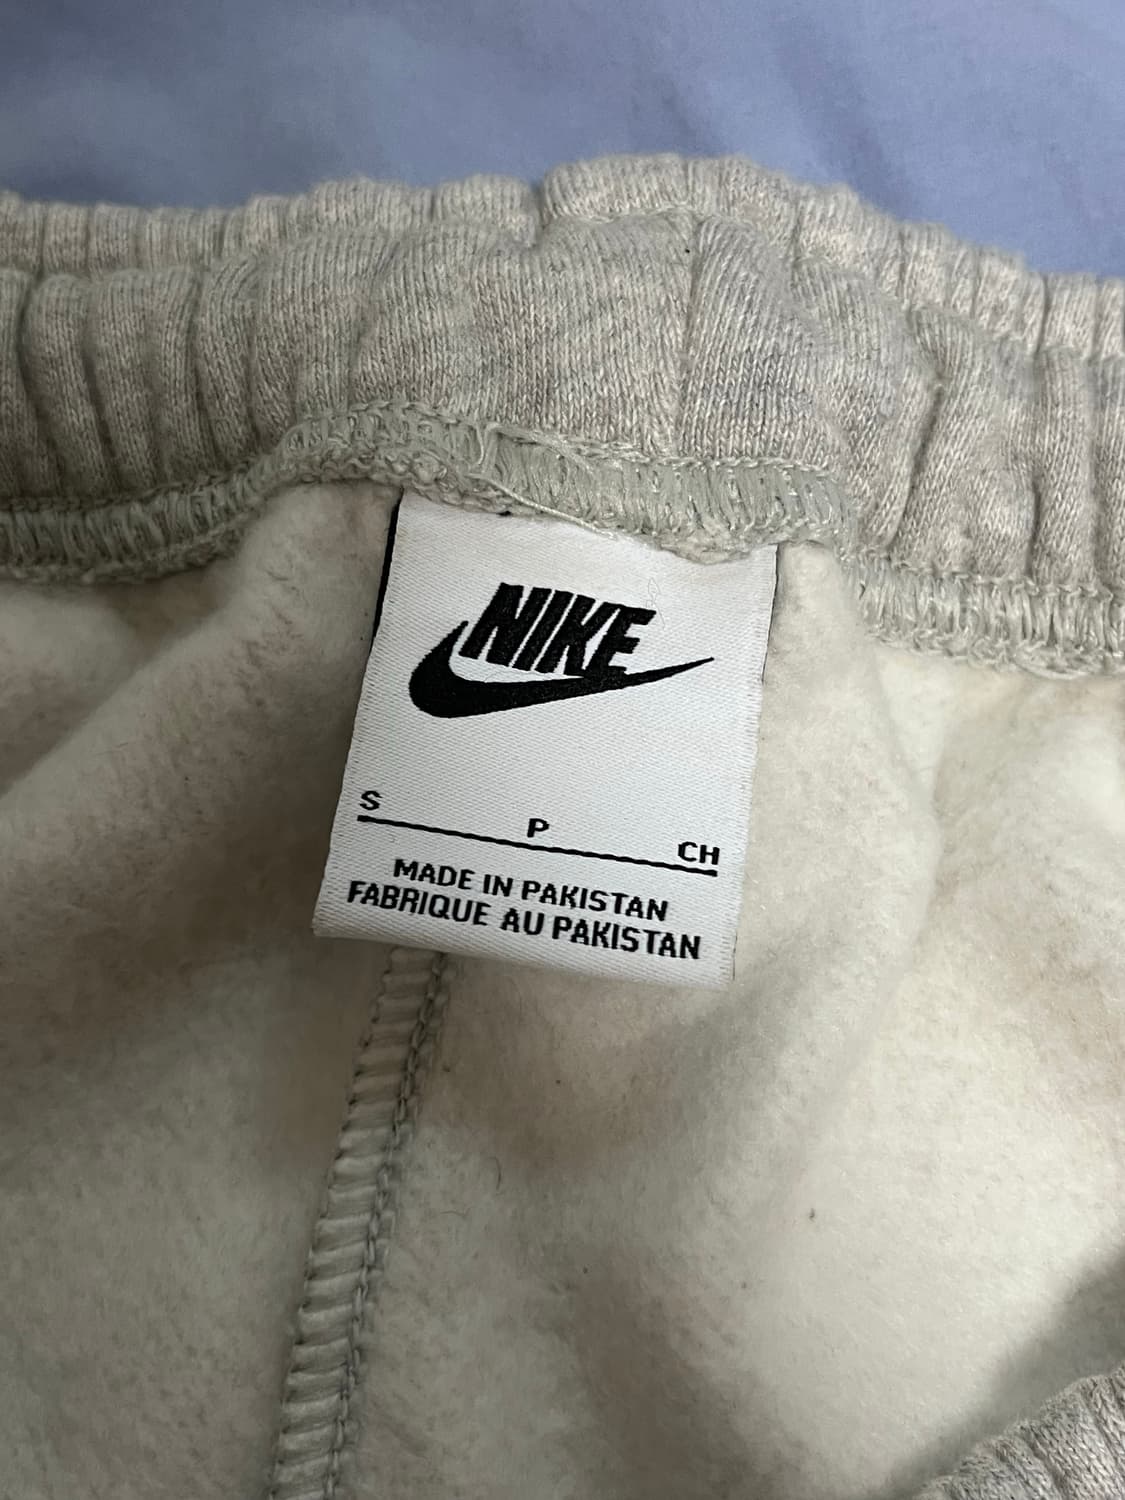 NIKE
S P CH
MADE IN PAKISTAN
FABRIQUE AU PAKISTAN